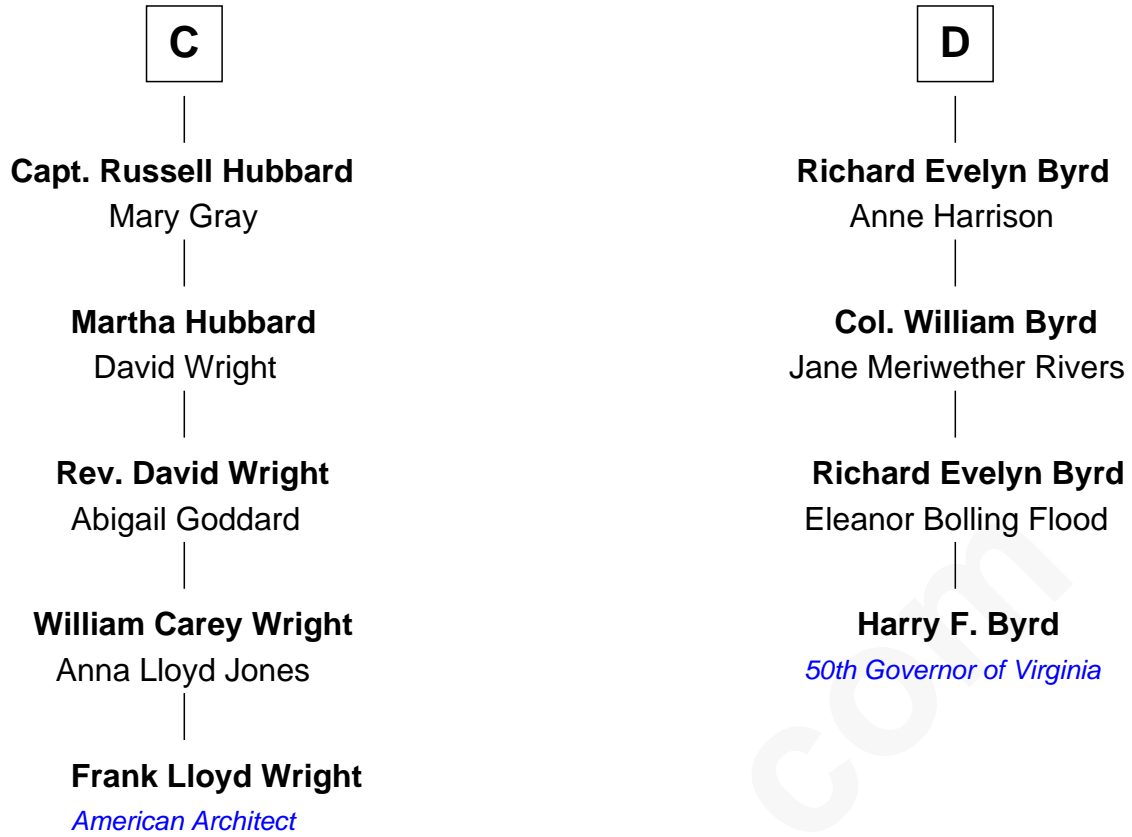 C
Capt. Russell Hubbard
Mary Gray
Martha Hubbard
David Wright
Rev. David Wright
Abigail Goddard
William Carey Wright
Anna Lloyd Jones
Frank Lloyd Wright
American Architect
D
Richard Evelyn Byrd
Anne Harrison
Col. William Byrd
Jane Meriwether Rivers
Richard Evelyn Byrd
Eleanor Bolling Flood
Harry F. Byrd
50th Governor of Virginia
com